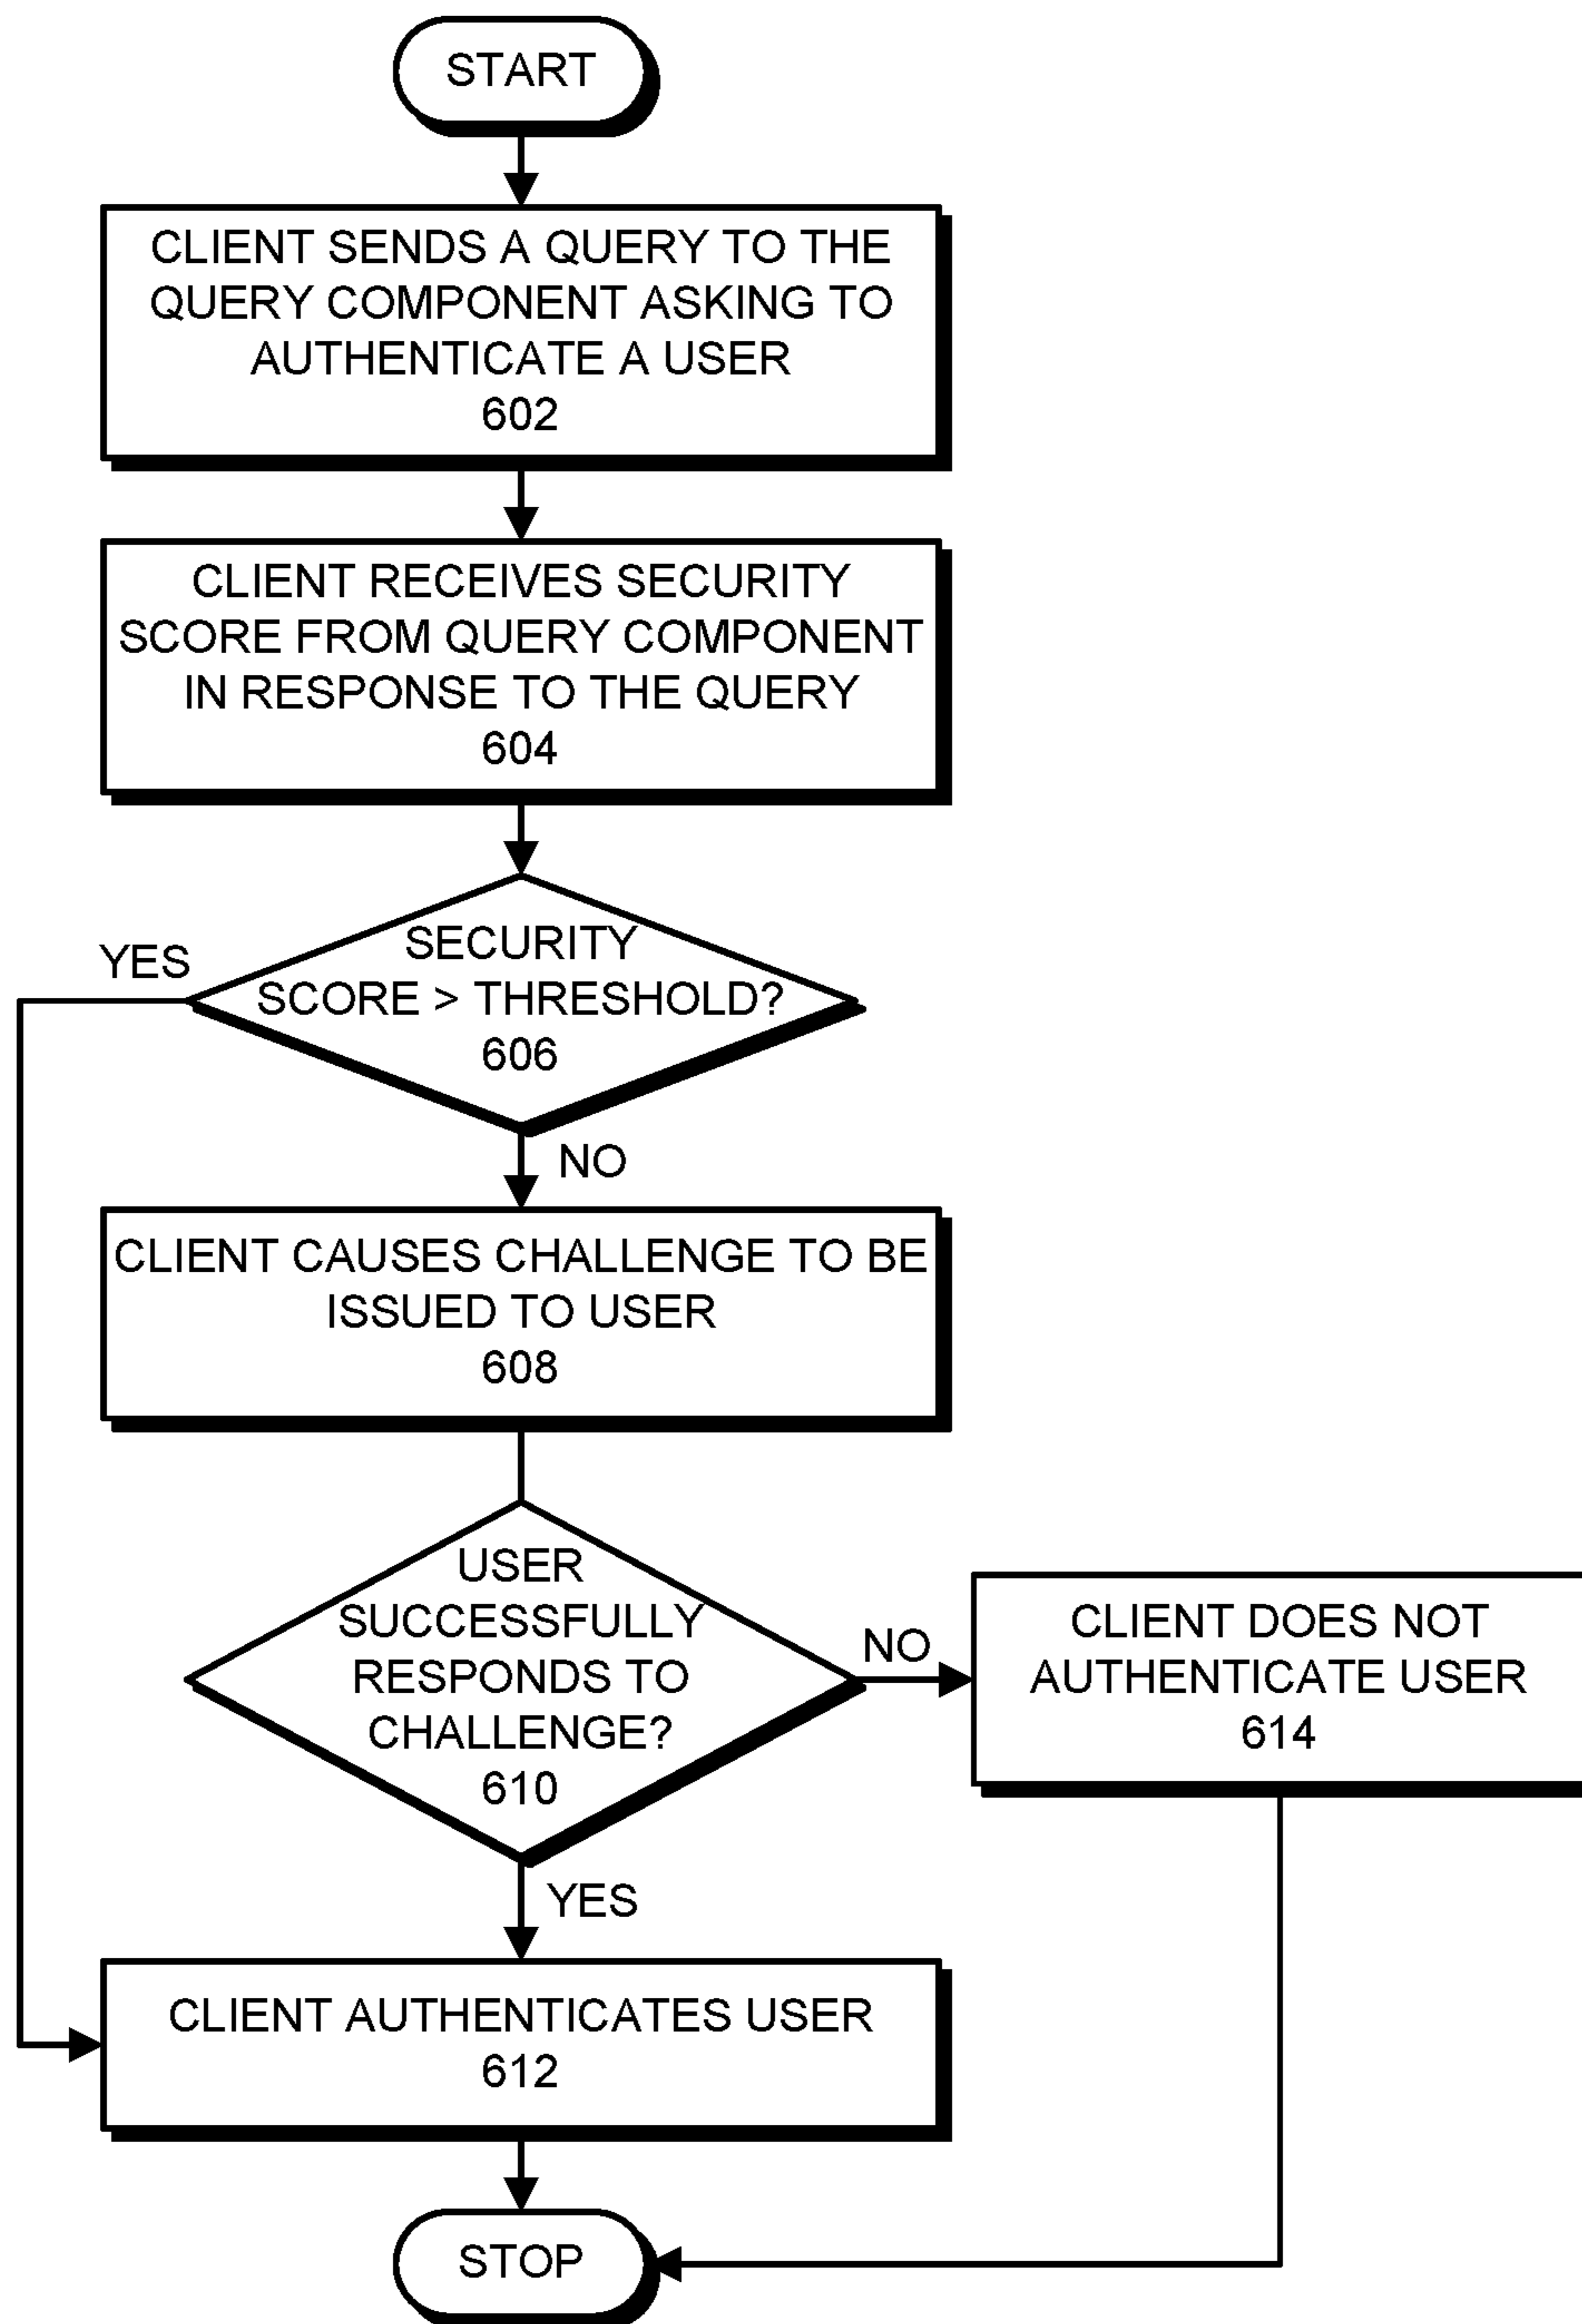 START
CLIENT SENDS A QUERY TO THE
QUERY COMPONENT ASKING TO
AUTHENTICATE A USER
602
CLIENT RECEIVES SECURITY
SCORE FROM QUERY COMPONENT
IN RESPONSE TO THE QUERY
604
YES
SECURITY
SCORE > THRESHOLD?
606
NO
CLIENT CAUSES CHALLENGE TO BE
ISSUED TO USER
608
USER
SUCCESSFULLY
RESPONDS TO
CHALLENGE?
610
NO
CLIENT DOES NOT
AUTHENTICATE USER
614
YES
CLIENT AUTHENTICATES USER
612
STOP